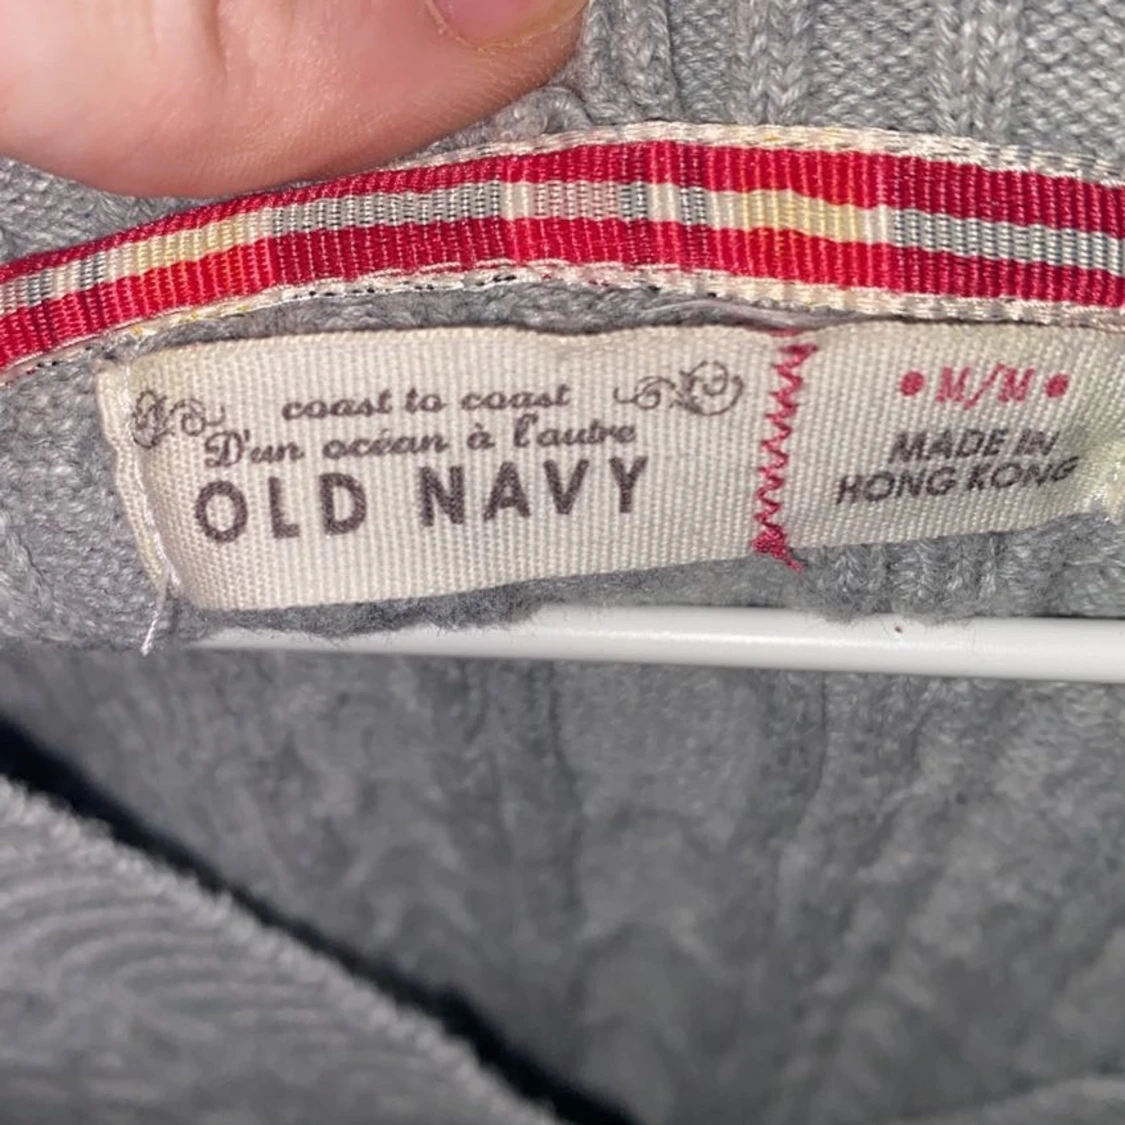 coast to coast
D'un océan à l'autre
OLD NAVY
• M/M •
MADE IN
HONG KONG